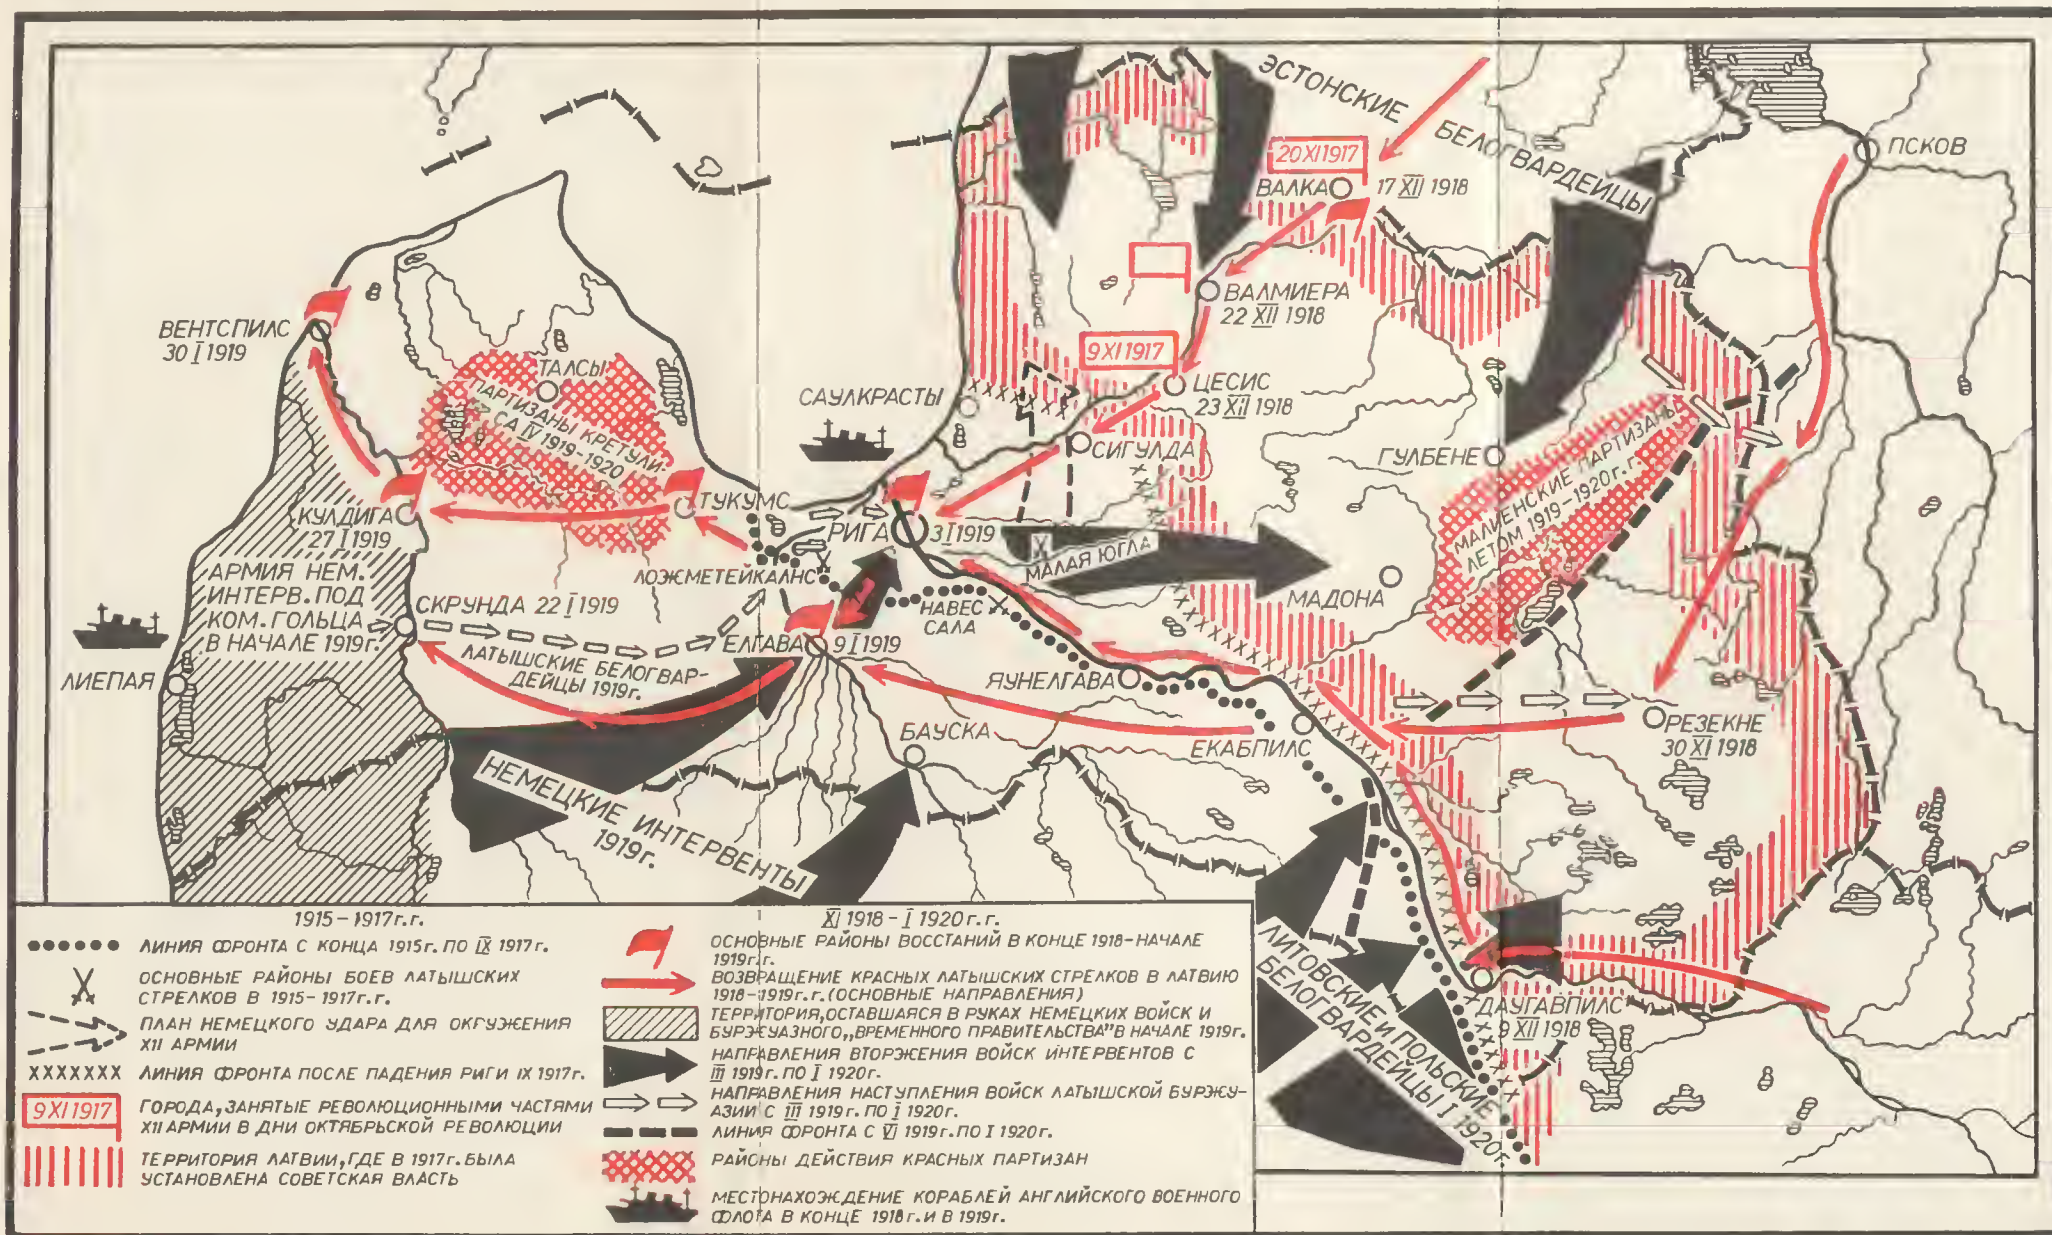 ЭСТОНСКИЕ
БЕЛОГВАРДЕЙЦЫ
ПСКОВ
20 XI 1917
ВАЛКА
17 XII 1918
ВАЛМИЕРА
22 XII 1918
ВЕНТСПИЛС
30 I 1919
9 XI 1917
ТАЛСЫ
ПАРТИЗАНЫ КРЕТУЛИ-
СА IV 1919-1920
САУЛКРАСТЫ
ЦЕСИС
23 XII 1918
СИГУЛДА
ГУЛБЕНЕ
МАЛИЕНСКИЕ ПАРТИЗАНЫ
ЛЕТОМ 1919-1920г.г.
КУЛДИГА
27 I 1919
ТУКУМС
РИГА
3 I 1919
МАЛАЯ ЮГЛА
ЛОЖМЕТЕЙКАЛНС
МАДОНА
АРМИЯ НЕМ.
ИНТЕРВ. ПОД
КОМ. ГОЛЬЦА
В НАЧАЛЕ 1919г.
СКРУНДА 22 I 1919
НАВЕС
САЛА
ЕЛГАВА
9 I 1919
ЛАТЫШСКИЕ БЕЛОГВАР-
ДЕЙЦЫ 1919г.
ЛИЕПАЯ
ЯУНЕЛГАВА
БАУСКА
ЕКАБПИЛС
РЕЗЕКНЕ
30 XI 1918
НЕМЕЦКИЕ ИНТЕРВЕНТЫ
1919г.
ЛИТОВСКИЕ И ПОЛЬСКИЕ
БЕЛОГВАРДЕЙЦЫ I 1920г.
ДАУГАВПИЛС
9 XII 1918
1915-1917г.г.
ЛИНИЯ ФРОНТА С КОНЦА 1915г. ПО IX 1917г.
ОСНОВНЫЕ РАЙОНЫ БОЕВ ЛАТЫШСКИХ
СТРЕЛКОВ В 1915-1917г.г.
ПЛАН НЕМЕЦКОГО УДАРА ДЛЯ ОКРУЖЕНИЯ
XII АРМИИ
ЛИНИЯ ФРОНТА ПОСЛЕ ПАДЕНИЯ РИГИ IX 1917г.
9 XI 1917
ГОРОДА, ЗАНЯТЫЕ РЕВОЛЮЦИОННЫМИ ЧАСТЯМИ
XII АРМИИ В ДНИ ОКТЯБРЬСКОЙ РЕВОЛЮЦИИ
ТЕРРИТОРИЯ ЛАТВИИ, ГДЕ В 1917г. БЫЛА
УСТАНОВЛЕНА СОВЕТСКАЯ ВЛАСТЬ
XI 1918 - I 1920г.г.
ОСНОВНЫЕ РАЙОНЫ ВОССТАНИЙ В КОНЦЕ 1918-НАЧАЛЕ
1919г.г.
ВОЗВРАЩЕНИЕ КРАСНЫХ ЛАТЫШСКИХ СТРЕЛКОВ В ЛАТВИЮ
1918-1919г.г. (ОСНОВНЫЕ НАПРАВЛЕНИЯ)
ТЕРРИТОРИЯ, ОСТАВШАЯСЯ В РУКАХ НЕМЕЦКИХ ВОЙСК И
БУРЖУАЗНОГО „ВРЕМЕННОГО ПРАВИТЕЛЬСТВА" В НАЧАЛЕ 1919г.
НАПРАВЛЕНИЯ ВТОРЖЕНИЯ ВОЙСК ИНТЕРВЕНТОВ С
III 1919г. ПО I 1920г.
НАПРАВЛЕНИЯ НАСТУПЛЕНИЯ ВОЙСК ЛАТЫШСКОЙ БУРЖУ-
АЗИИ С III 1919г. ПО I 1920г.
ЛИНИЯ ФРОНТА С VI 1919г. ПО I 1920г.
РАЙОНЫ ДЕЙСТВИЯ КРАСНЫХ ПАРТИЗАН
МЕСТОНАХОЖДЕНИЕ КОРАБЛЕЙ АНГЛИЙСКОГО ВОЕННОГО
ФЛОТА В КОНЦЕ 1918г. И В 1919г.